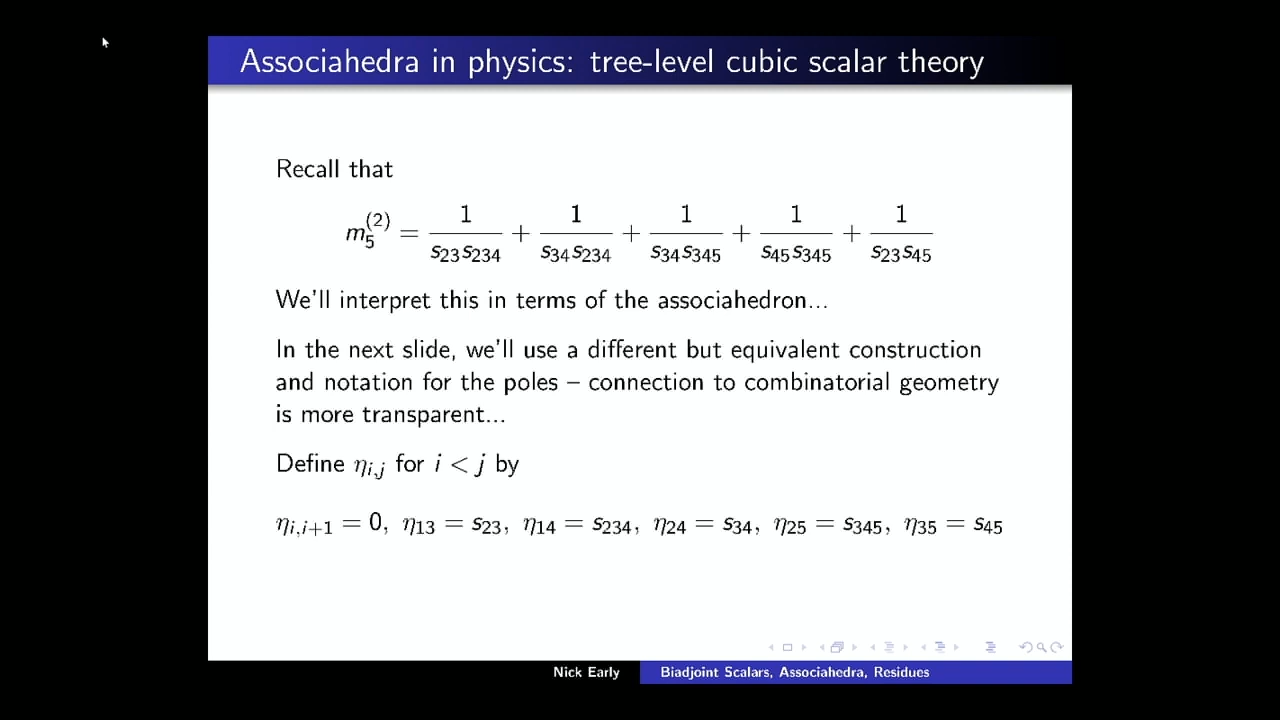 Associahedra in physics: tree-level cubic scalar theory
Recall that
m₅⁽²⁾ = 1/(s₂₃s₂₃₄) + 1/(s₃₄s₂₃₄) + 1/(s₃₄s₃₄₅) + 1/(s₄₅s₃₄₅) + 1/(s₂₃s₄₅)
We'll interpret this in terms of the associahedron...
In the next slide, we'll use a different but equivalent construction
and notation for the poles – connection to combinatorial geometry
is more transparent...
Define ηᵢ,ⱼ for i < j by
ηᵢ,ᵢ₊₁ = 0, η₁₃ = s₂₃, η₁₄ = s₂₃₄, η₂₄ = s₃₄, η₂₅ = s₃₄₅, η₃₅ = s₄₅
Nick Early
Biadjoint Scalars, Associahedra, Residues